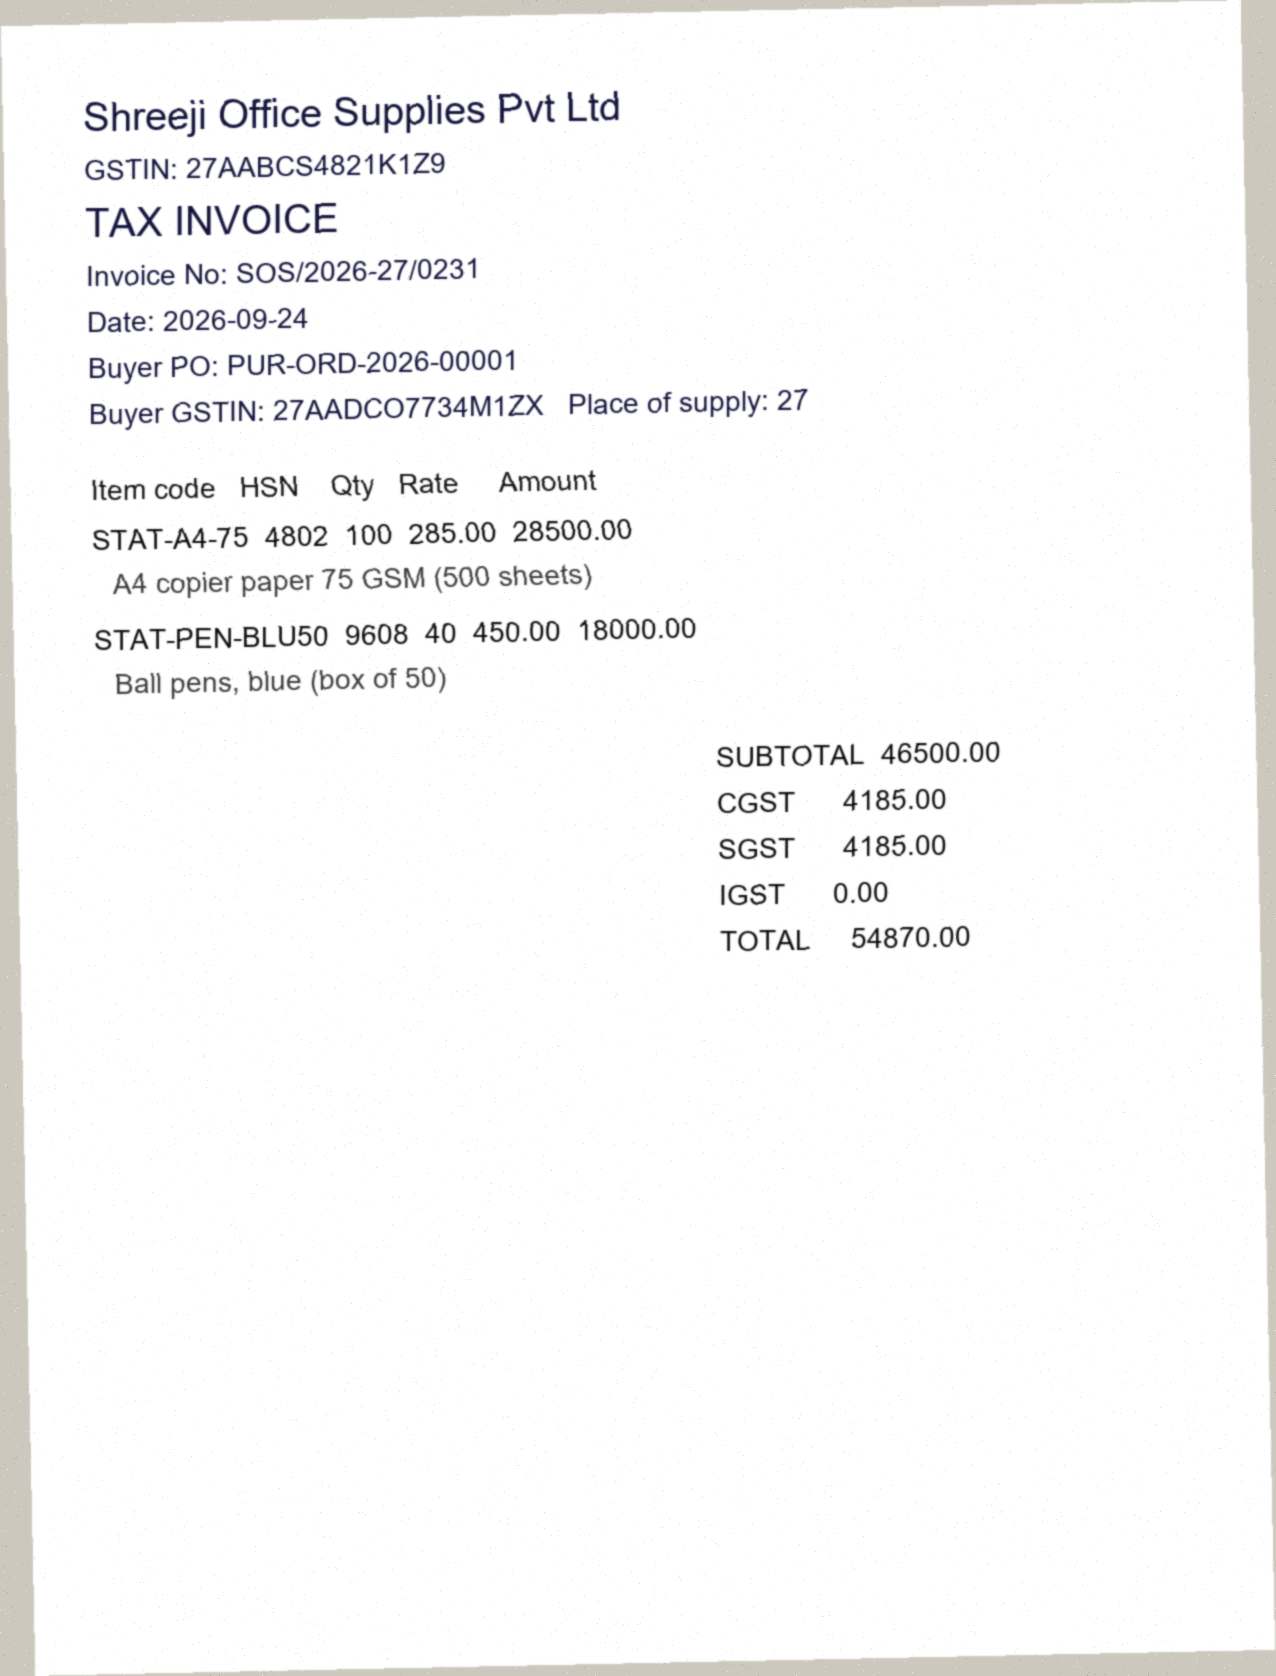 Shreeji Office Supplies Pvt Ltd
GSTIN: 27AABCS4821K1Z9
TAX INVOICE
Invoice No: SOS/2026-27/0231
Date: 2026-09-24
Buyer PO: PUR-ORD-2026-00001
Buyer GSTIN: 27AADCO7734M1ZX Place of supply: 27
Item code HSN Qty Rate Amount
STAT-A4-75 4802 100 285.00 28500.00
A4 copier paper 75 GSM (500 sheets)
STAT-PEN-BLU50 9608 40 450.00 18000.00
Ball pens, blue (box of 50)
SUBTOTAL 46500.00
CGST 4185.00
SGST 4185.00
IGST 0.00
TOTAL 54870.00